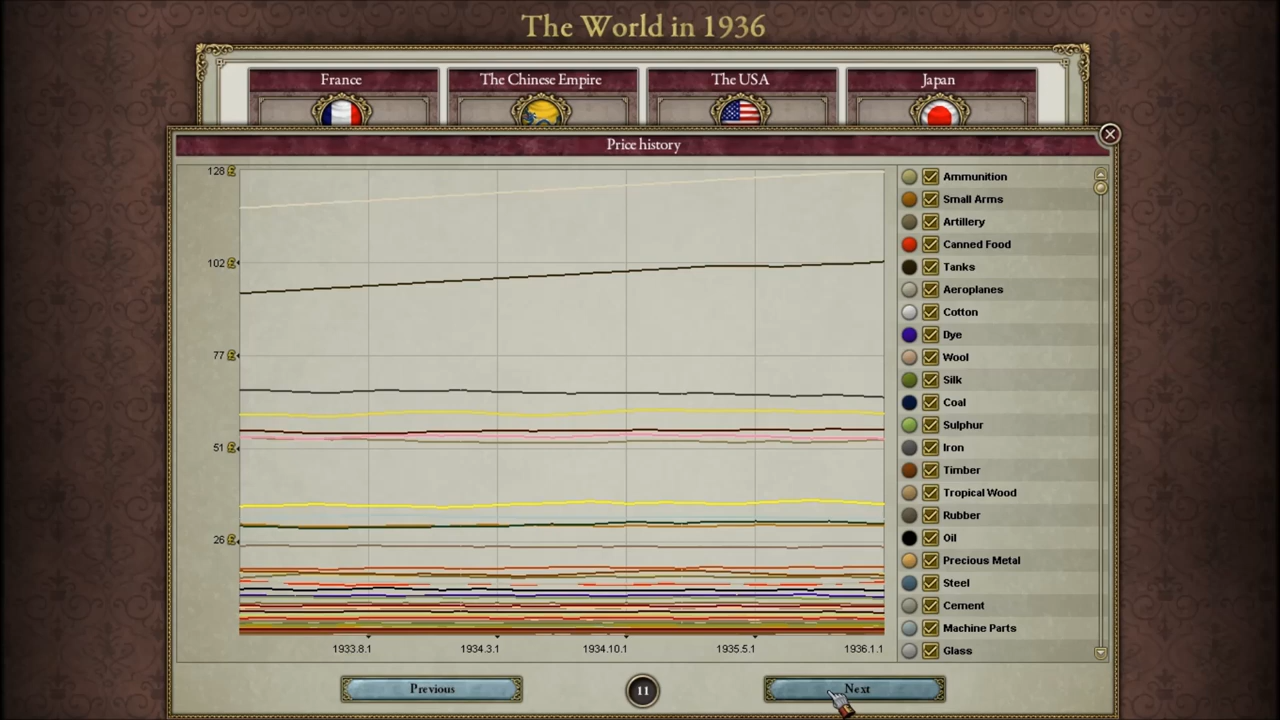 The World in 1936
France
The Chinese Empire
The USA
Japan
Price history
128 £
102 £
77 £
51 £
26 £
1933.8.1
1934.3.1
1934.10.1
1935.5.1
1936.1.1
Ammunition
Small Arms
Artillery
Canned Food
Tanks
Aeroplanes
Cotton
Dye
Wool
Silk
Coal
Sulphur
Iron
Timber
Tropical Wood
Rubber
Oil
Precious Metal
Steel
Cement
Machine Parts
Glass
Previous
11
Next